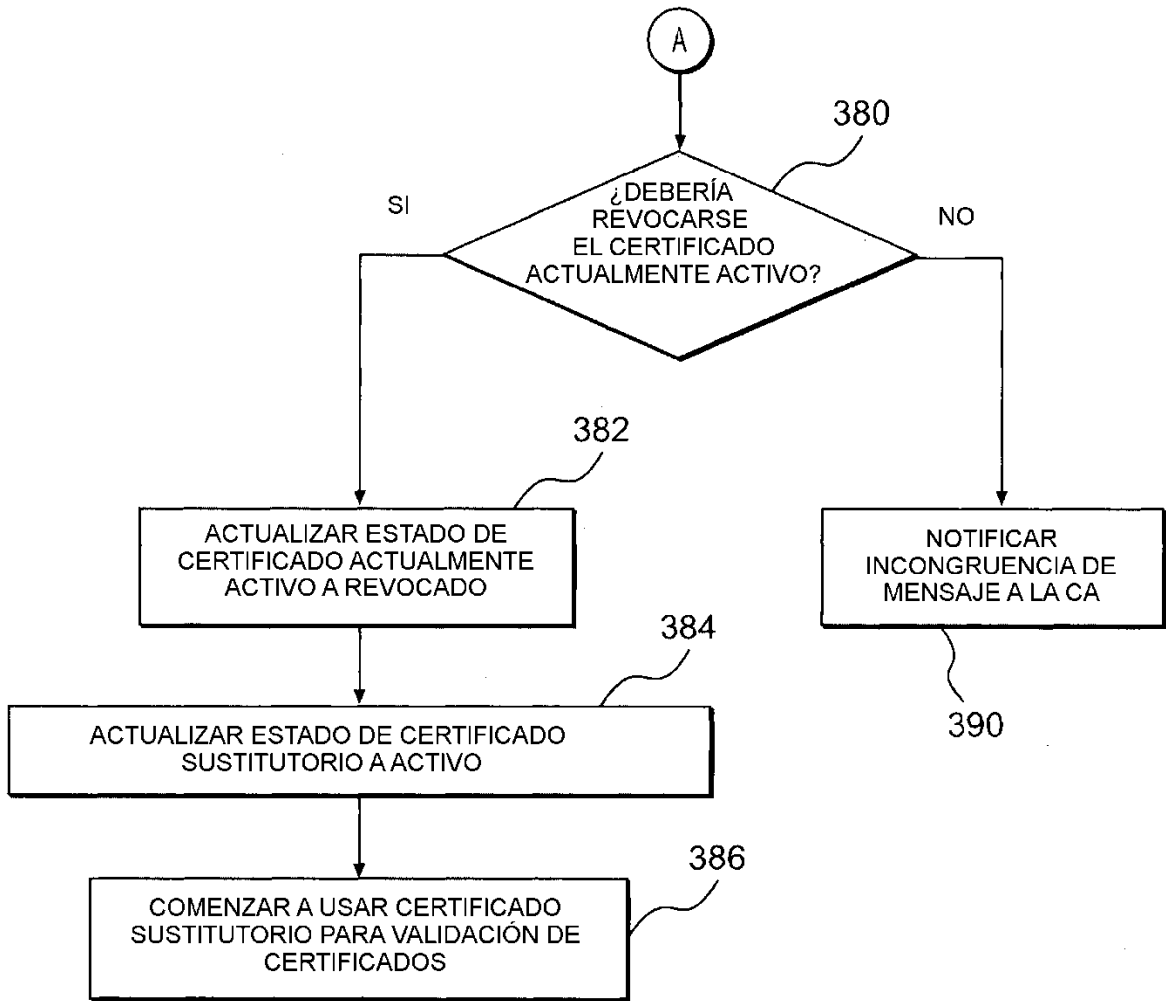 A
380
¿DEBERÍA
REVOCARSE
EL CERTIFICADO
ACTUALMENTE ACTIVO?
SI
NO
382
ACTUALIZAR ESTADO DE
CERTIFICADO ACTUALMENTE
ACTIVO A REVOCADO
NOTIFICAR
INCONGRUENCIA DE
MENSAJE A LA CA
390
384
ACTUALIZAR ESTADO DE CERTIFICADO
SUSTITUTORIO A ACTIVO
386
COMENZAR A USAR CERTIFICADO
SUSTITUTORIO PARA VALIDACIÓN DE
CERTIFICADOS